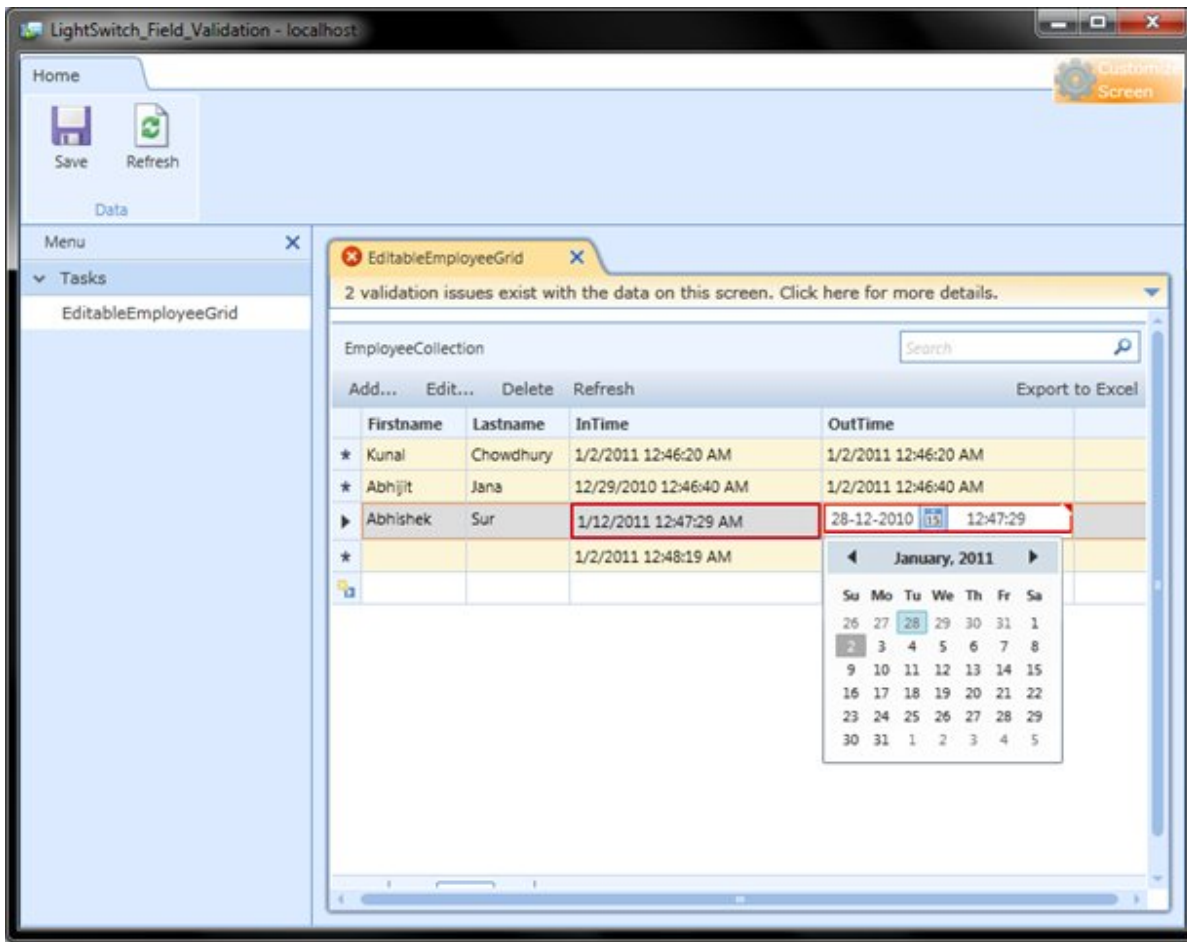 LightSwitch_Field_Validation - localhost
Home
Customize
Screen
Save Refresh
Data
Menu
Tasks
EditableEmployeeGrid
EditableEmployeeGrid
2 validation issues exist with the data on this screen. Click here for more details.
EmployeeCollection Search
Add... Edit... Delete Refresh Export to Excel
Firstname Lastname InTime OutTime
* Kunal Chowdhury 1/2/2011 12:46:20 AM 1/2/2011 12:46:20 AM
* Abhijit Jana 12/29/2010 12:46:40 AM 1/2/2011 12:46:40 AM
Abhishek Sur 1/12/2011 12:47:29 AM 28-12-2010 15 12:47:29
* 1/2/2011 12:48:19 AM
January, 2011
Su Mo Tu We Th Fr Sa
26 27 28 29 30 31 1
2 3 4 5 6 7 8
9 10 11 12 13 14 15
16 17 18 19 20 21 22
23 24 25 26 27 28 29
30 31 1 2 3 4 5